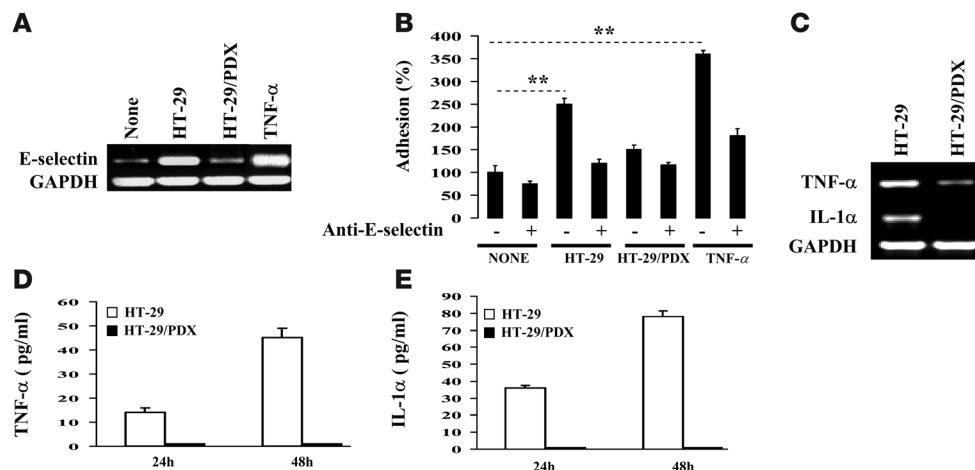 A
None
HT-29
HT-29/PDX
TNF-α
E-selectin
GAPDH
B
Adhesion (%)
400
350
300
250
200
150
100
50
0
**
**
Anti-E-selectin - + - + - + - +
NONE HT-29 HT-29/PDX TNF-α
C
HT-29
HT-29/PDX
TNF-α
IL-1α
GAPDH
D
TNF-α ( pg/ml)
60
50
40
30
20
10
0
HT-29
HT-29/PDX
24h 48h
E
IL-1α ( pg/ml)
90
80
70
60
50
40
30
20
10
0
HT-29
HT-29/PDX
24h 48h